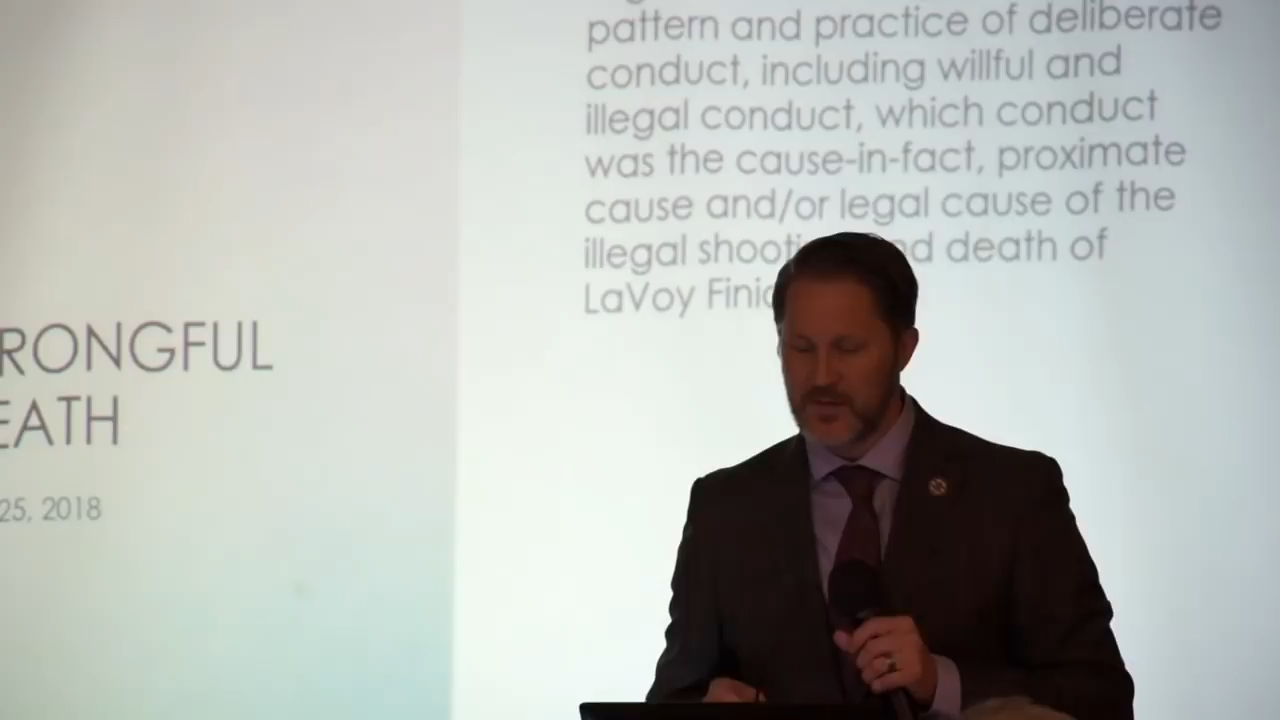 RONGFUL
EATH
25, 2018
pattern and practice of deliberate
conduct, including willful and
illegal conduct, which conduct
was the cause-in-fact, proximate
cause and/or legal cause of the
illegal shooti d death of
LaVoy Finic